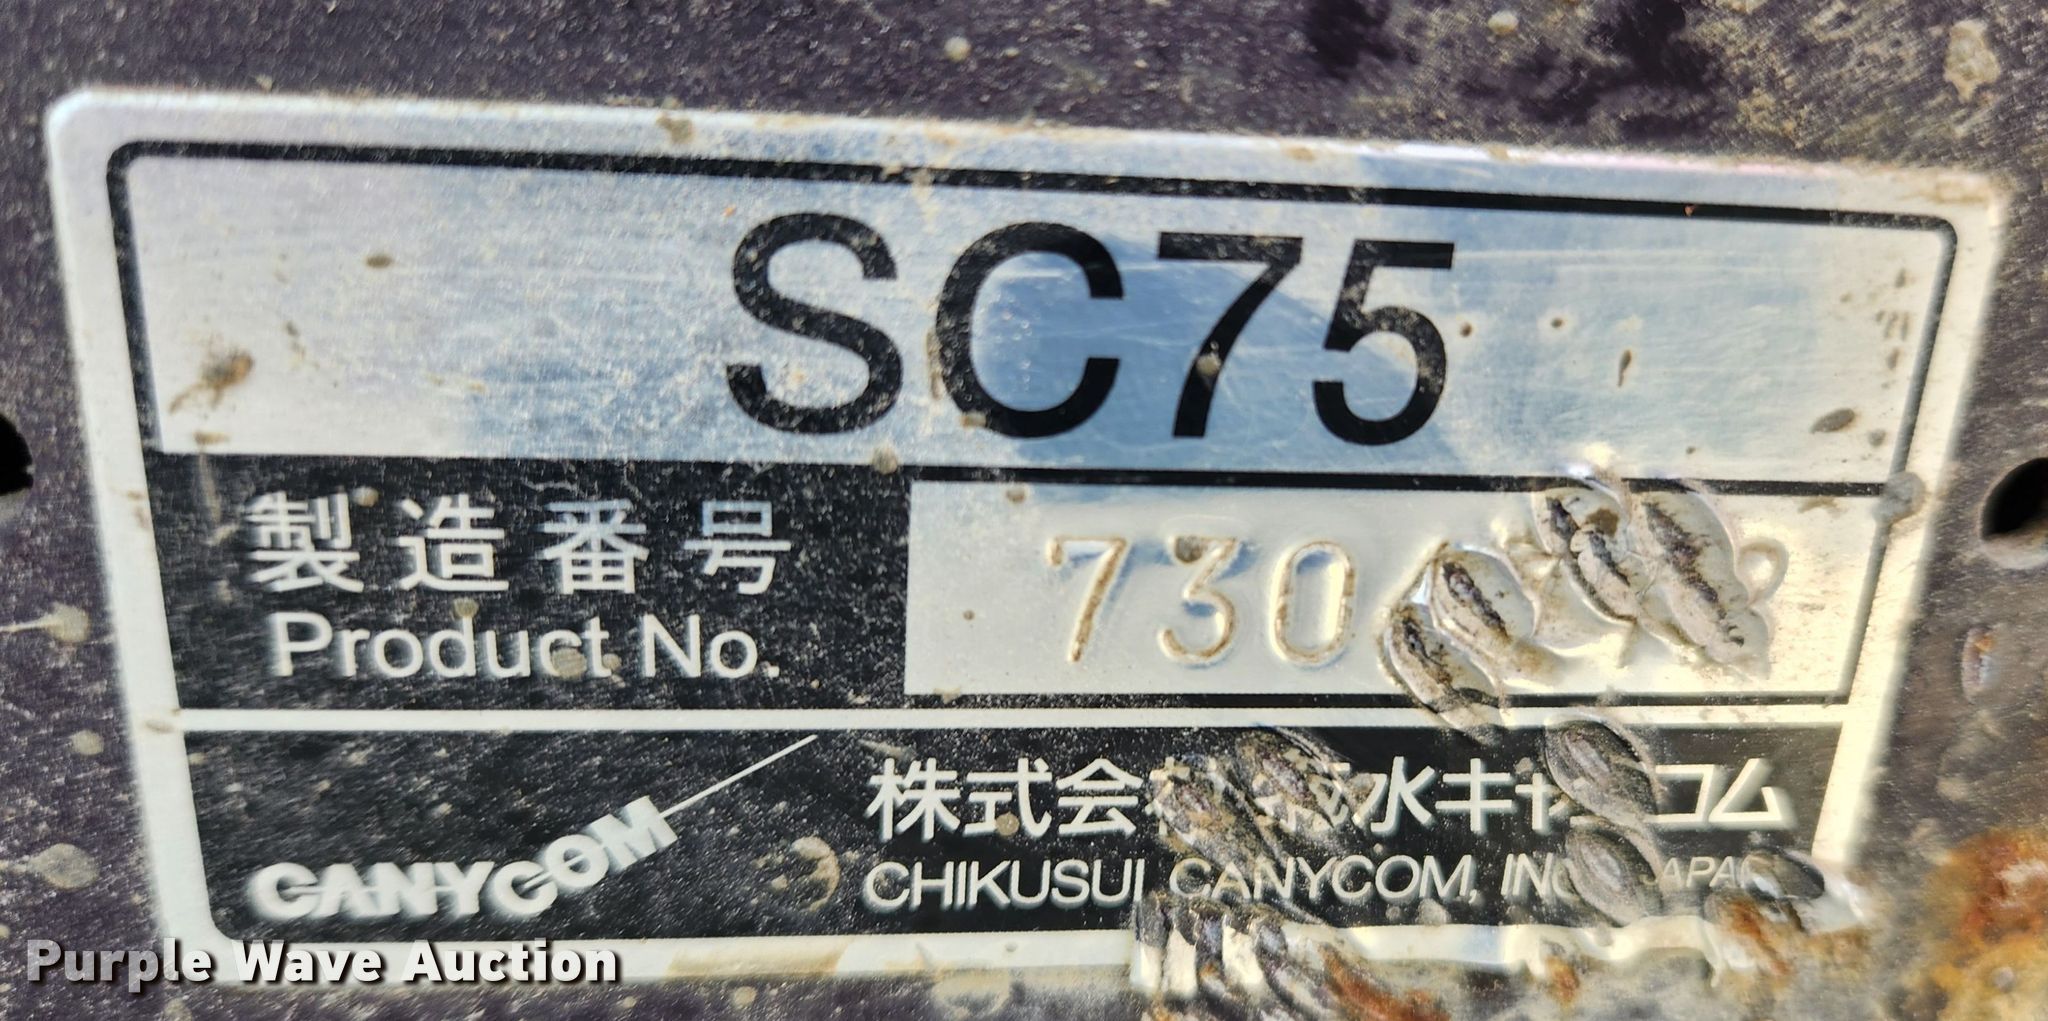 SC75
製造番号
730
Product No.
CANYCOM
株式会 水キャ コム
CHIKUSUI CANYCOM, INC JAPAN
Purple Wave Auction